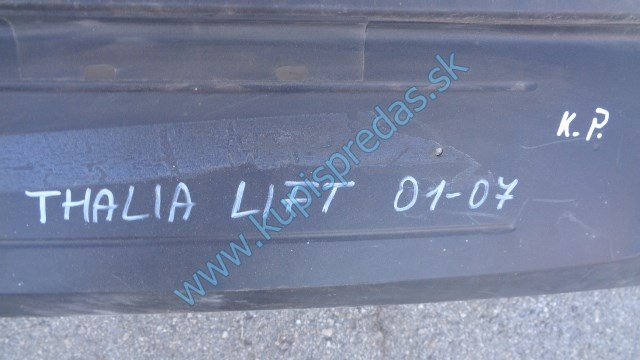 K.P.
THALIA LIFT 01-07
www.kupispredas.sk